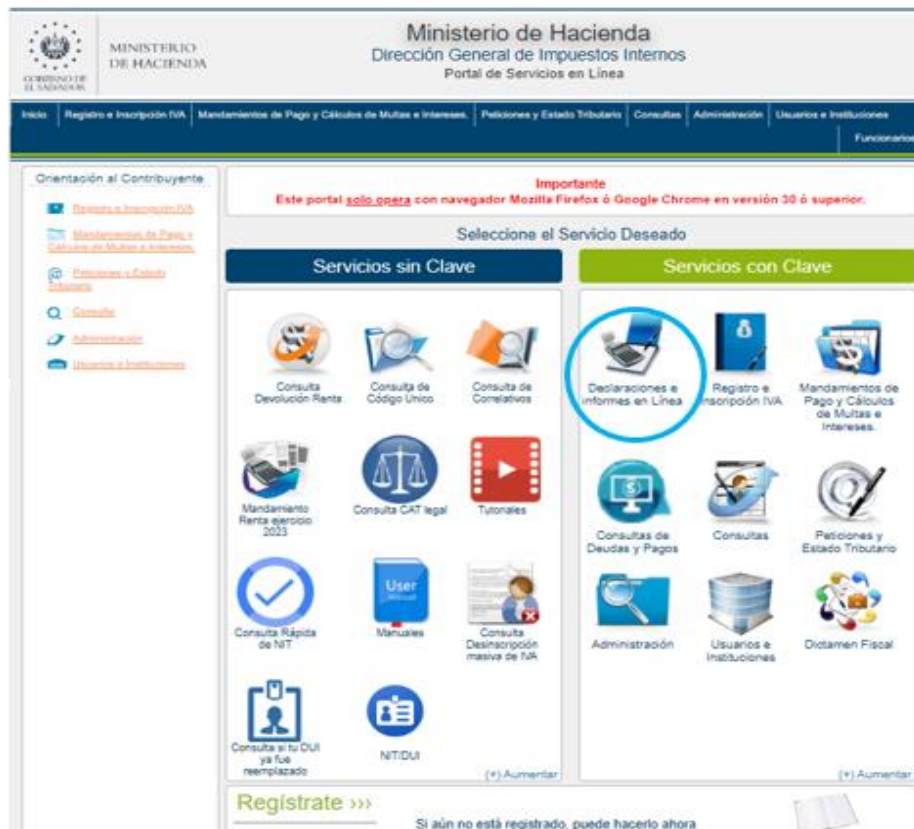 GOBIERNO DE
EL SALVADOR
MINISTERIO
DE HACIENDA
Ministerio de Hacienda
Dirección General de Impuestos Internos
Portal de Servicios en Línea
Inicio
Registro e Inscripción IVA
Mandamientos de Pago y Cálculos de Multas e Intereses.
Peticiones y Estado Tributario
Consultas
Administración
Usuarios e Instituciones
Funcionarios
Orientación al Contribuyente
Registro e Inscripción IVA
Mandamientos de Pago y
Cálculos de Multas e Intereses.
Peticiones y Estado
Tributario
Consulta
Administración
Usuarios e Instituciones
Importante
Este portal solo opera con navegador Mozilla Firefox ó Google Chrome en versión 30 ó superior.
Seleccione el Servicio Deseado
Servicios sin Clave
Consulta
Devolución Renta
Consulta de
Código Unico
Consulta de
Correlativos
Mandamiento
Renta ejercicio
2023
Consulta CAT legal
Tutoriales
Consulta Rápida
de NIT
User
Manual
Manuales
Consulta
Desinscripción
masiva de IVA
Consulta si tu DUI
ya fue
reemplazado
NIT/DUI
(+) Aumentar
Servicios con Clave
Declaraciones e
Informes en Línea
Registro e
Inscripción IVA
Mandamientos de
Pago y Cálculos
de Multas e
Intereses.
Consultas de
Deudas y Pagos
Consultas
Peticiones y
Estado Tributario
Administración
Usuarios e
Instituciones
Dictamen Fiscal
(+) Aumentar
Regístrate >>>
Si aún no está registrado, puede hacerlo ahora